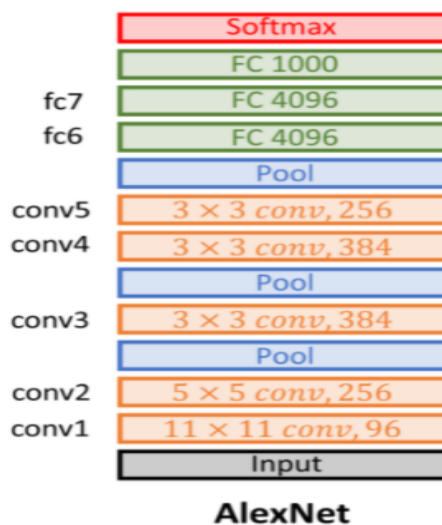 Softmax
FC 1000
fc7 FC 4096
fc6 FC 4096
Pool
conv5 3 × 3 conv, 256
conv4 3 × 3 conv, 384
Pool
conv3 3 × 3 conv, 384
Pool
conv2 5 × 5 conv, 256
conv1 11 × 11 conv, 96
Input
AlexNet